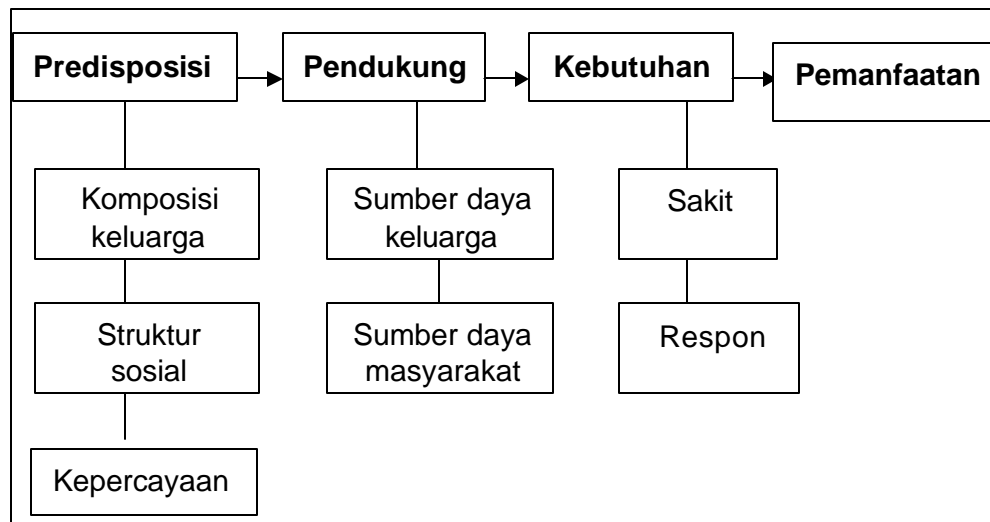 Predisposisi
Pendukung
Kebutuhan
Pemanfaatan
Komposisi
keluarga
Sumber daya
keluarga
Sakit
Struktur
sosial
Sumber daya
masyarakat
Respon
Kepercayaan